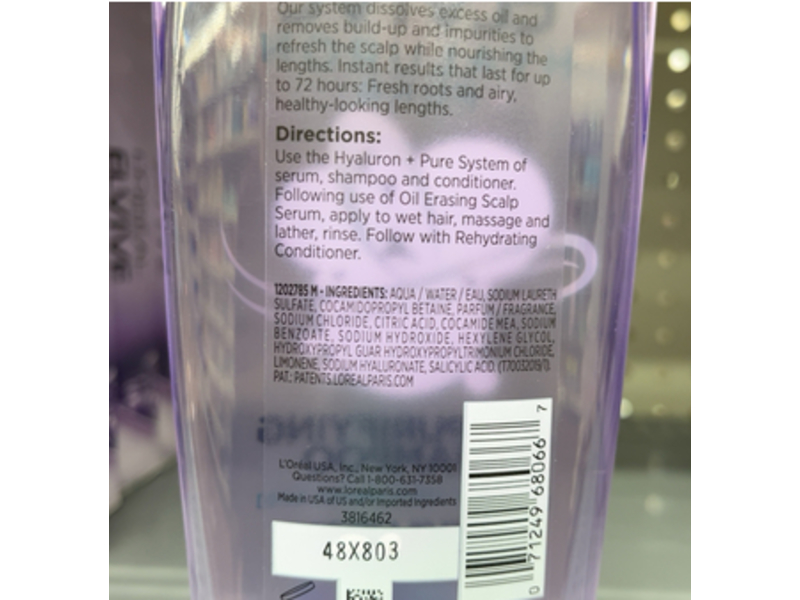 Our system dissolves excess oil and
removes build-up and impurities to
refresh the scalp while nourishing the
lengths. Instant results that last for up
to 72 hours: Fresh roots and airy,
healthy-looking lengths.
Directions:
Use the Hyaluron + Pure System of
serum, shampoo and conditioner.
Following use of Oil Erasing Scalp
Serum, apply to wet hair, massage and
lather, rinse. Follow with Rehydrating
Conditioner.
1202785 M - INGREDIENTS: AQUA / WATER / EAU, SODIUM LAURETH
SULFATE, COCAMIDOPROPYL BETAINE, PARFUM / FRAGRANCE,
SODIUM CHLORIDE, CITRIC ACID, COCAMIDE MEA, SODIUM
BENZOATE, SODIUM HYDROXIDE, HEXYLENE GLYCOL,
HYDROXYPROPYL GUAR HYDROXYPROPYLTRIMONIUM CHLORIDE,
LIMONENE, SODIUM HYALURONATE, SALICYLIC ACID. (T70032019/1).
PAT.: PATENTS.LOREALPARIS.COM
PURIFYING
L'Oréal USA, Inc., New York, NY 10001
Questions? Call 1-800-631-7358
www.lorealparis.com
Made in USA of US and/or Imported Ingredients
3816462
48X803
0 71249 68066 7
ELVIVE